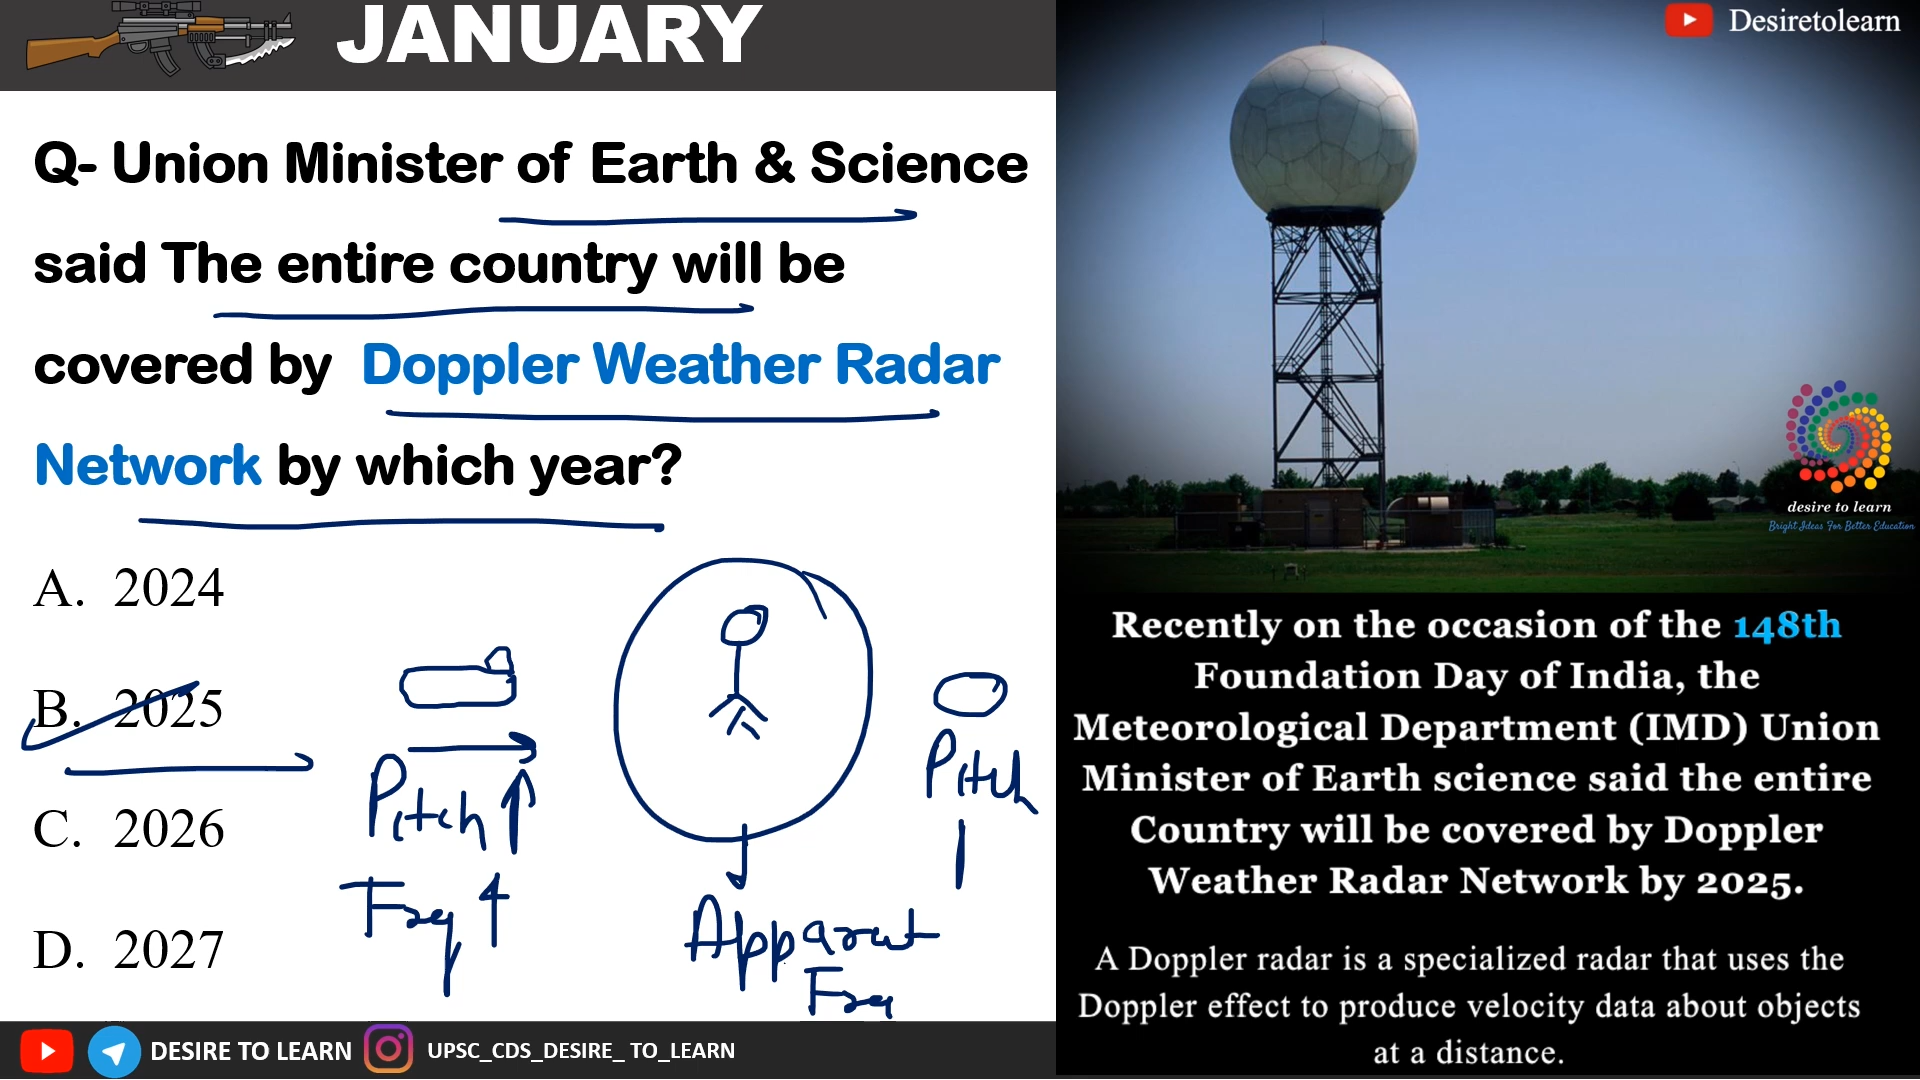 JANUARY
Q- Union Minister of Earth & Science
said The entire country will be
covered by Doppler Weather Radar
Network by which year?
A. 2024
B. 2025
C. 2026
D. 2027
Pitch
Freq
Apparent
Freq
Pitch
DESIRE TO LEARN
UPSC_CDS_DESIRE_ TO_LEARN
Desiretolearn
desire to learn
Bright Ideas For Better Education
Recently on the occasion of the 148th
Foundation Day of India, the
Meteorological Department (IMD) Union
Minister of Earth science said the entire
Country will be covered by Doppler
Weather Radar Network by 2025.
A Doppler radar is a specialized radar that uses the
Doppler effect to produce velocity data about objects
at a distance.